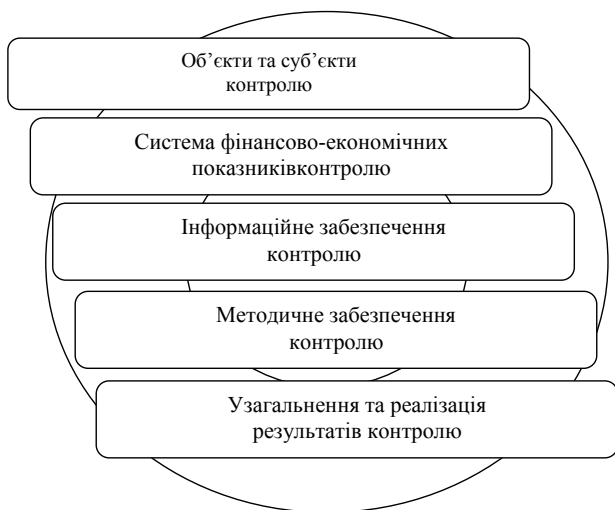 Об’єкти та суб’єкти
контролю
Система фінансово-економічних
показниківконтролю
Інформаційне забезпечення
контролю
Методичне забезпечення
контролю
Узагальнення та реалізація
результатів контролю